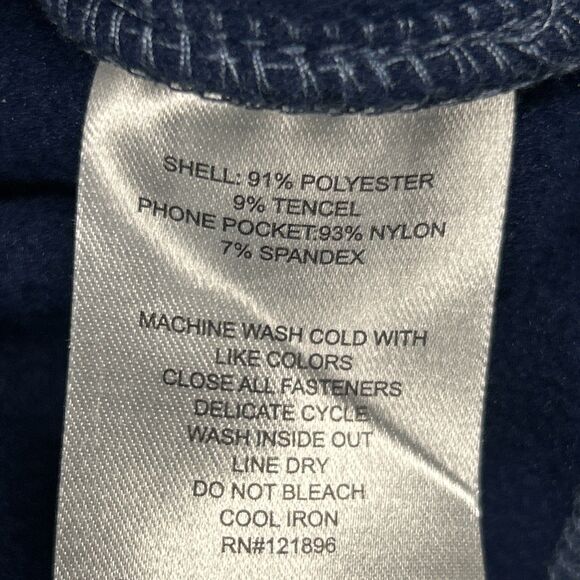 SHELL: 91% POLYESTER
9% TENCEL
PHONE POCKET:93% NYLON
7% SPANDEX
MACHINE WASH COLD WITH
LIKE COLORS
CLOSE ALL FASTENERS
DELICATE CYCLE
WASH INSIDE OUT
LINE DRY
DO NOT BLEACH
COOL IRON
RN#121896